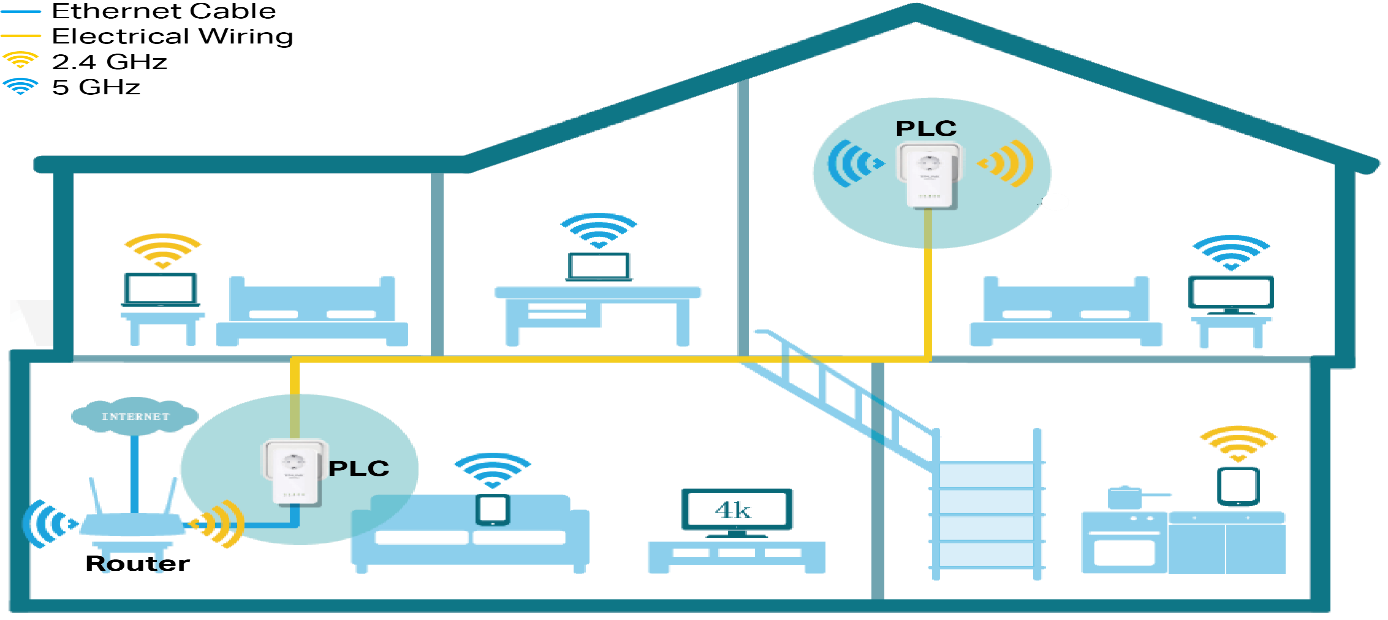 Ethernet Cable
Electrical Wiring
2.4 GHz
5 GHz
PLC
INTERNET
PLC
4k
Router